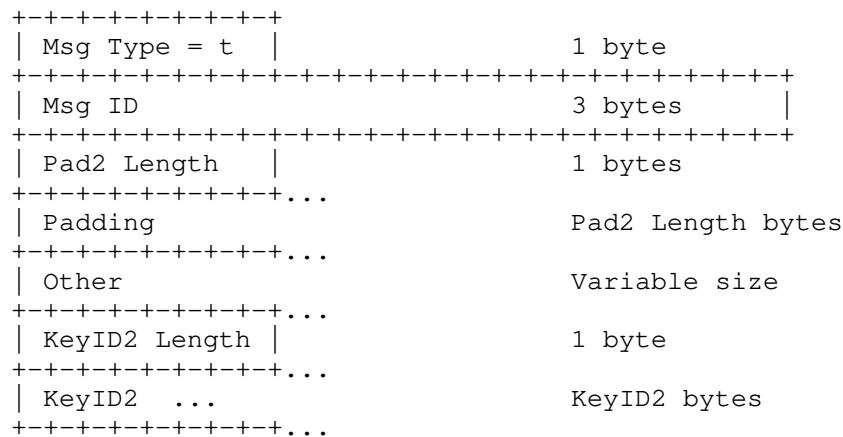 +-+-+-+-+-+-+-+-+
| Msg Type = t  |                  1 byte
+-+-+-+-+-+-+-+-+-+-+-+-+-+-+-+-+-+-+-+-+-+-+-+-+
| Msg ID                           3 bytes      |
+-+-+-+-+-+-+-+-+-+-+-+-+-+-+-+-+-+-+-+-+-+-+-+-+
| Pad2 Length   |                  1 bytes
+-+-+-+-+-+-+-+-+...
| Padding                          Pad2 Length bytes
+-+-+-+-+-+-+-+-+...
| Other                            Variable size
+-+-+-+-+-+-+-+-+...
| KeyID2 Length |                  1 byte
+-+-+-+-+-+-+-+-+...
| KeyID2  ...                      KeyID2 bytes
+-+-+-+-+-+-+-+-+...